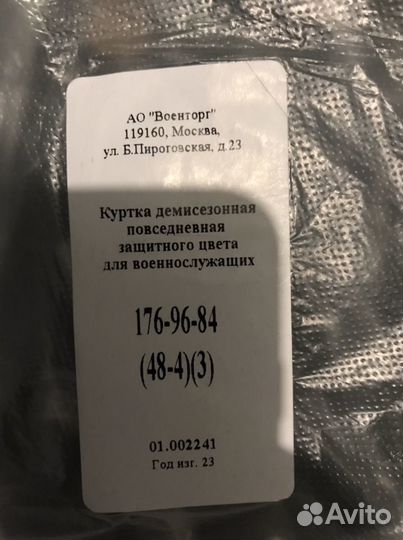 АО "Военторг"
119160, Москва,
ул. Б.Пироговская, д.23
Куртка демисезонная
повседневная
защитного цвета
для военнослужащих
176-96-84
(48-4)(3)
01.002241
Год изг. 23
Avito